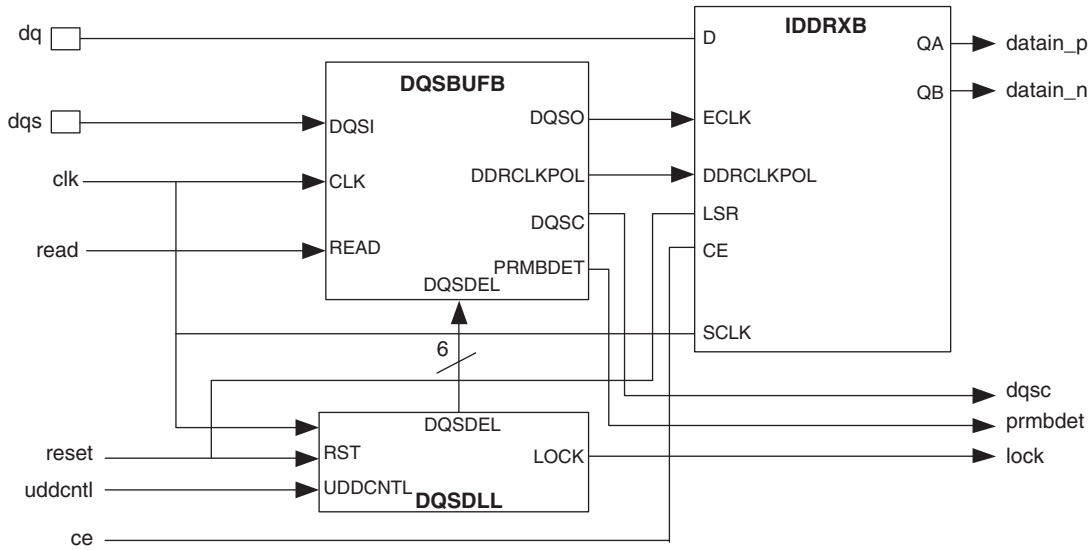 IDDRXB
dq
D
QA
datain_p
DQSBUFB
QB
datain_n
dqs
DQSI
DQSO
ECLK
clk
CLK
DDRCLKPOL
DDRCLKPOL
DQSC
LSR
read
READ
CE
PRMBDET
DQSDEL
SCLK
6
dqsc
DQSDEL
prmbdet
reset
RST
LOCK
lock
uddcntl
UDDCNTL
DQSDLL
ce